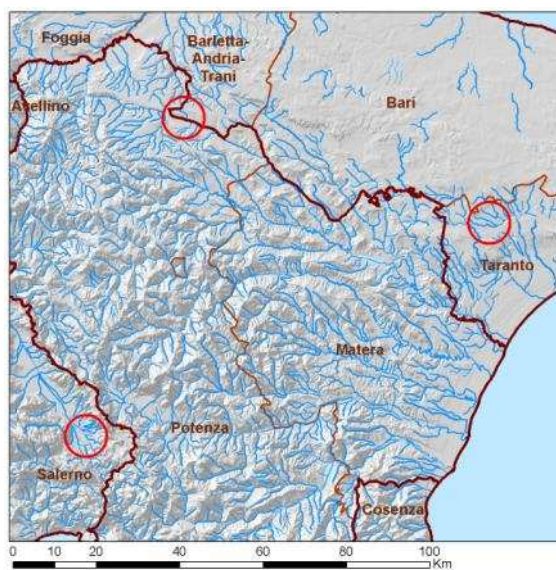 Foggia
Barletta-
Andria-
Trani
Avellino
Bari
Taranto
Matera
Potenza
Salerno
Cosenza
0 10 20 40 60 80 100
Km